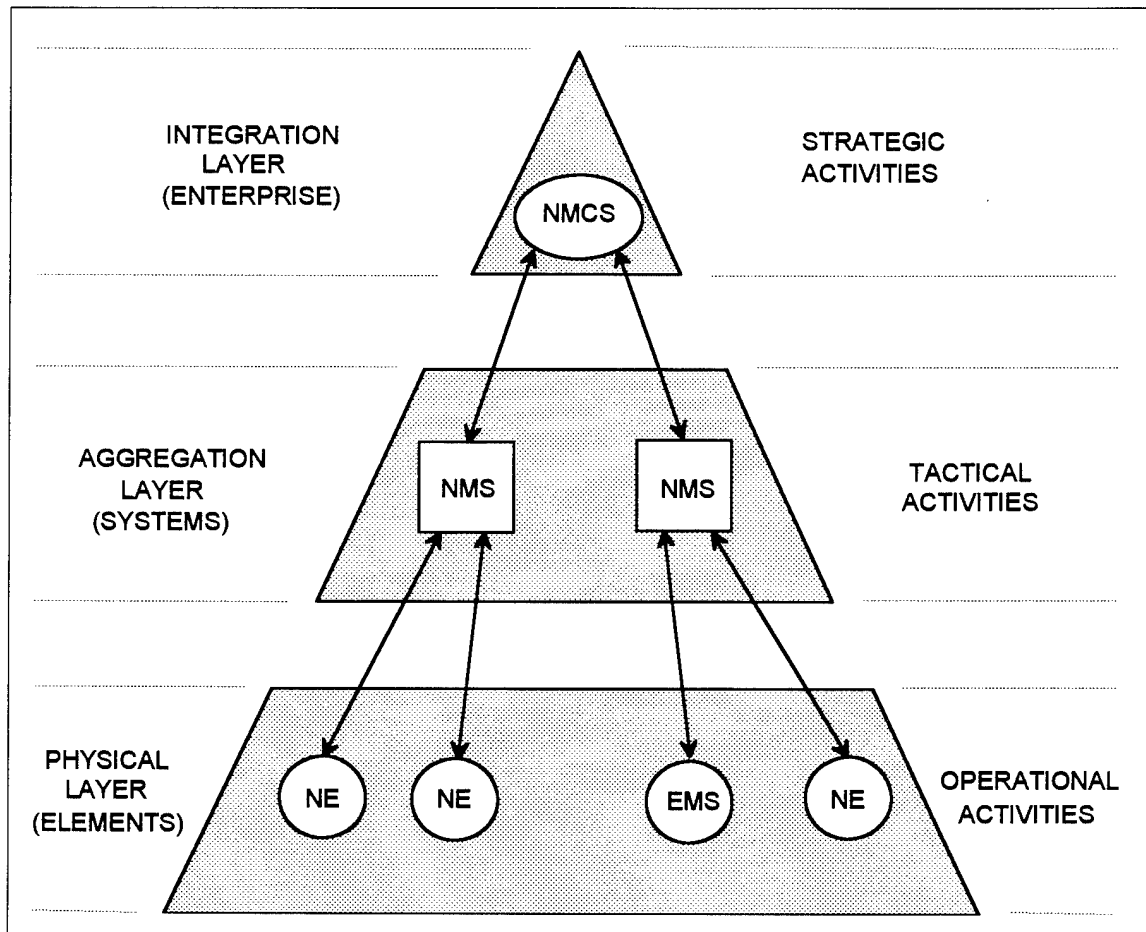 INTEGRATION
LAYER
(ENTERPRISE)
STRATEGIC
ACTIVITIES
NMCS
AGGREGATION
LAYER
(SYSTEMS)
NMS
NMS
TACTICAL
ACTIVITIES
PHYSICAL
LAYER
(ELEMENTS)
NE
NE
EMS
NE
OPERATIONAL
ACTIVITIES